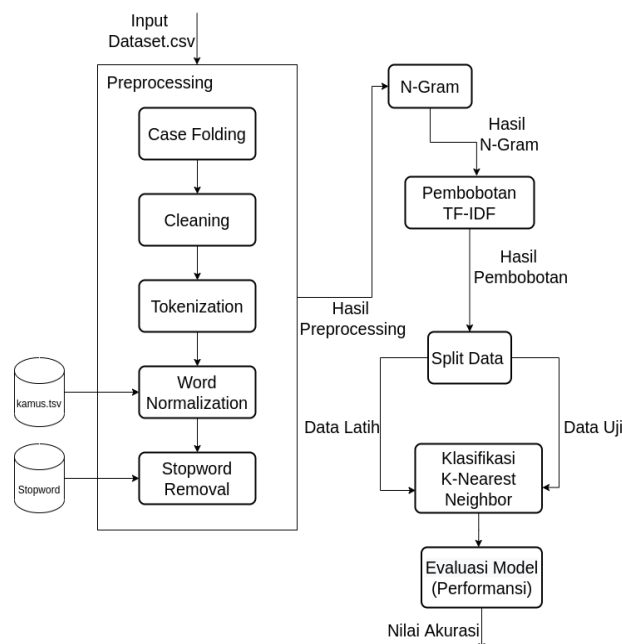 Input
Dataset.csv
Preprocessing
Case Folding
Cleaning
Tokenization
Word
Normalization
Stopword
Removal
kamus.tsv
Stopword
Hasil
Preprocessing
N-Gram
Hasil
N-Gram
Pembobotan
TF-IDF
Hasil
Pembobotan
Split Data
Data Latih
Data Uji
Klasifikasi
K-Nearest
Neighbor
Evaluasi Model
(Performansi)
Nilai Akurasi